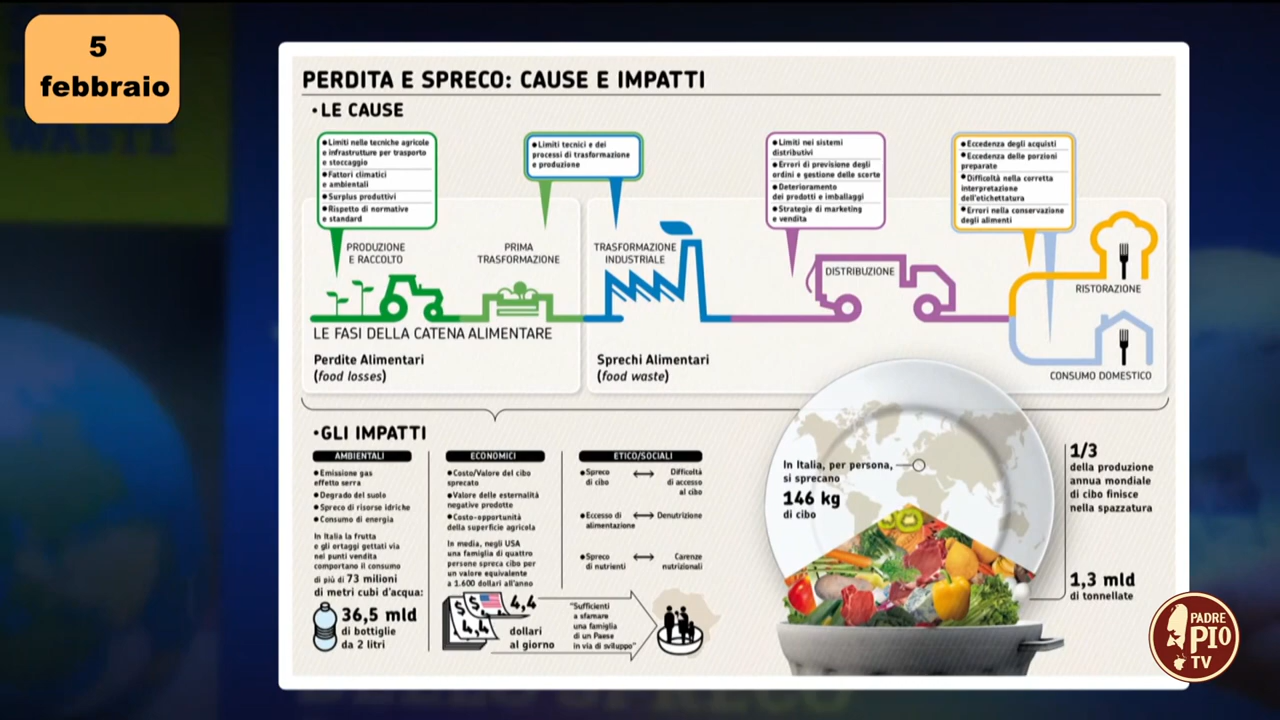 5
febbraio
WASTE
PERDITA E SPRECO: CAUSE E IMPATTI
•LE CAUSE
●Limiti nelle tecniche agricole
e infrastrutture per trasporto
e stoccaggio
●Fattori climatici
e ambientali
●Surplus produttivi
●Rispetto di normative
e standard
●Limiti tecnici e dei
processi di trasformazione
e produzione
●Limiti nei sistemi
distributivi
●Errori di previsione degli
ordini e gestione delle scorte
●Deterioramento
dei prodotti e imballaggi
●Strategie di marketing
e vendita
●Eccedenza degli acquisti
●Eccedenza delle porzioni
preparate
●Difficoltà nella corretta
interpretazione
dell'etichettatura
●Errori nella conservazione
degli alimenti
PRODUZIONE
E RACCOLTO
PRIMA
TRASFORMAZIONE
TRASFORMAZIONE
INDUSTRIALE
DISTRIBUZIONE
RISTORAZIONE
CONSUMO DOMESTICO
LE FASI DELLA CATENA ALIMENTARE
Perdite Alimentari
(food losses)
Sprechi Alimentari
(food waste)
•GLI IMPATTI
AMBIENTALI
●Emissione gas
effetto serra
●Degrado del suolo
●Spreco di risorse idriche
●Consumo di energia
In Italia la frutta
e gli ortaggi gettati via
nei punti vendita
comportano il consumo
di più di 73 milioni
di metri cubi d'acqua:
36,5 mld
di bottiglie
da 2 litri
ECONOMICI
●Costo/Valore del cibo
sprecato
●Valore delle esternalità
negative prodotte
●Costo-opportunità
della superficie agricola
In media, negli USA
una famiglia di quattro
persone spreca cibo per
un valore equivalente
a 1.600 dollari all'anno
$ $
4,4
4,4
dollari
al giorno
"Sufficienti
a sfamare
una famiglia
di un Paese
in via di sviluppo"
ETICO/SOCIALI
●Spreco
di cibo
Difficoltà
di accesso
al cibo
●Eccesso di
alimentazione
Denutrizione
●Spreco
di nutrienti
Carenze
nutrizionali
In Italia, per persona,
si sprecano
146 kg
di cibo
1/3
della produzione
annua mondiale
di cibo finisce
nella spazzatura
1,3 mld
di tonnellate
PADRE
PIO
TV